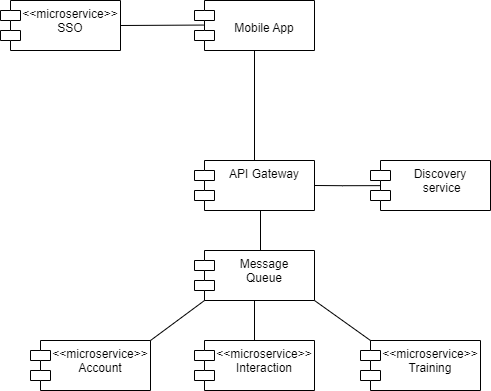 <<microservice>>
SSO
Mobile App
API Gateway
Discovery
service
Message
Queue
<<microservice>>
Account
<<microservice>>
Interaction
<<microservice>>
Training